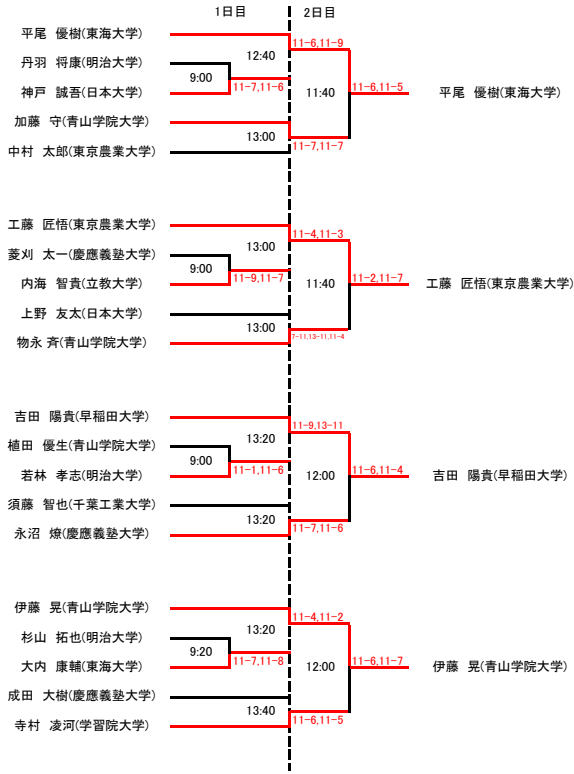 1日目
2日目
平尾 優樹(東海大学)
11-6,11-9
12:40
丹羽 将康(明治大学)
9:00
11-7,11-6
11:40
11-6,11-5
平尾 優樹(東海大学)
神戸 誠吾(日本大学)
加藤 守(青山学院大学)
13:00
11-7,11-7
中村 太郎(東京農業大学)
工藤 匠悟(東京農業大学)
11-4,11-3
13:00
菱刈 太一(慶應義塾大学)
9:00
11-9,11-7
11:40
11-2,11-7
工藤 匠悟(東京農業大学)
内海 智貴(立教大学)
上野 友太(日本大学)
13:00
7-11,13-11,11-4
物永 斉(青山学院大学)
吉田 陽貴(早稲田大学)
11-9,13-11
13:20
植田 優生(青山学院大学)
9:00
11-1,11-6
12:00
11-6,11-4
吉田 陽貴(早稲田大学)
若林 孝志(明治大学)
須藤 智也(千葉工業大学)
13:20
11-7,11-6
永沼 燎(慶應義塾大学)
伊藤 晃(青山学院大学)
11-4,11-2
13:20
杉山 拓也(明治大学)
9:20
11-7,11-8
12:00
11-6,11-7
伊藤 晃(青山学院大学)
大内 康輔(東海大学)
成田 大樹(慶應義塾大学)
13:40
11-6,11-5
寺村 凌河(学習院大学)